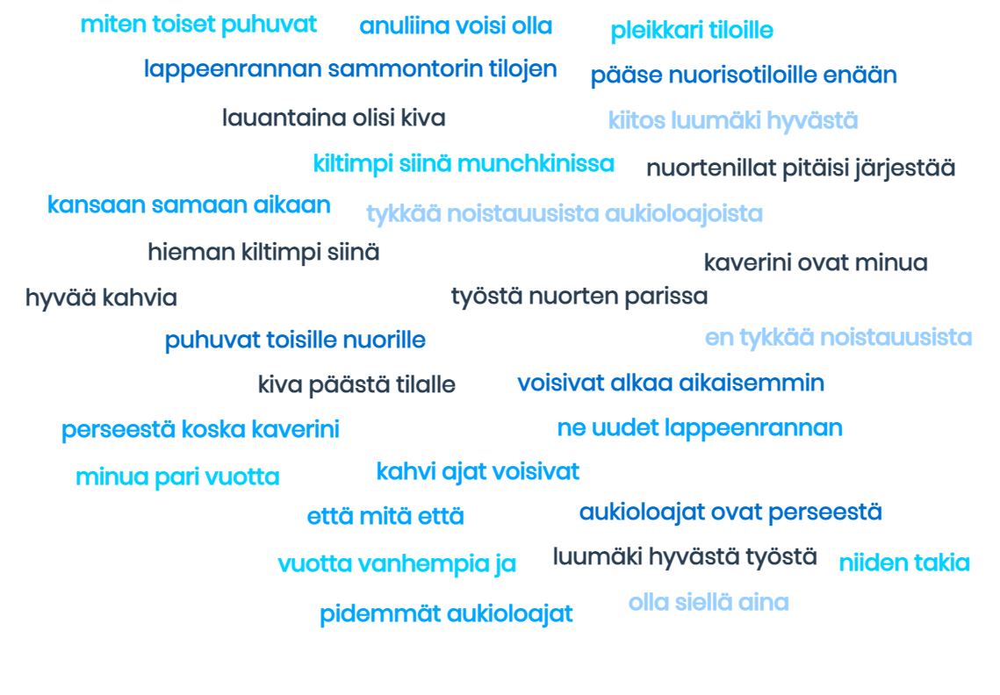 miten toiset puhuvat
anuliina voisi olla
pleikkari tiloille
lappeenrannan sammontorin tilojen
pääse nuorisotiloille enään
lauantaina olisi kiva
kiitos luumäki hyvästä
kiltimpi siinä munchkinissa
nuortenillat pitäisi järjestää
kansaan samaan aikaan
tykkää noistauusista aukioloajoista
hieman kiltimpi siinä
kaverini ovat minua
hyvää kahvia
työstä nuorten parissa
puhuvat toisille nuorille
en tykkää noistauusista
kiva päästä tilalle
voisivat alkaa aikaisemmin
perseestä koska kaverini
ne uudet lappeenrannan
minua pari vuotta
kahvi ajat voisivat
että mitä että
aukioloajat ovat perseestä
vuotta vanhempia ja
luumäki hyvästä työstä
niiden takia
pidemmät aukioloajat
olla siellä aina